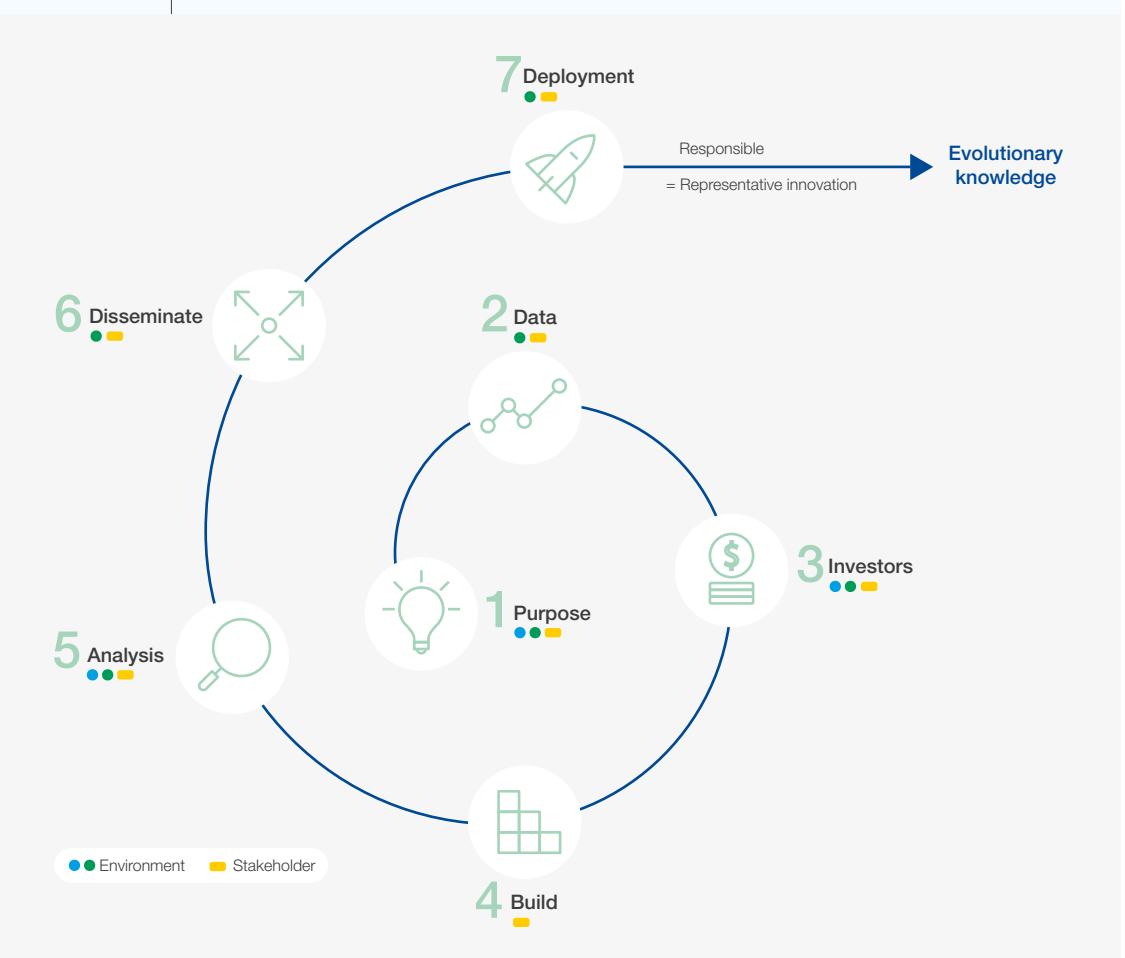 7 Deployment
Responsible
= Representative innovation
Evolutionary
knowledge
6 Disseminate
2 Data
3 Investors
$
1 Purpose
5 Analysis
4 Build
Environment
Stakeholder